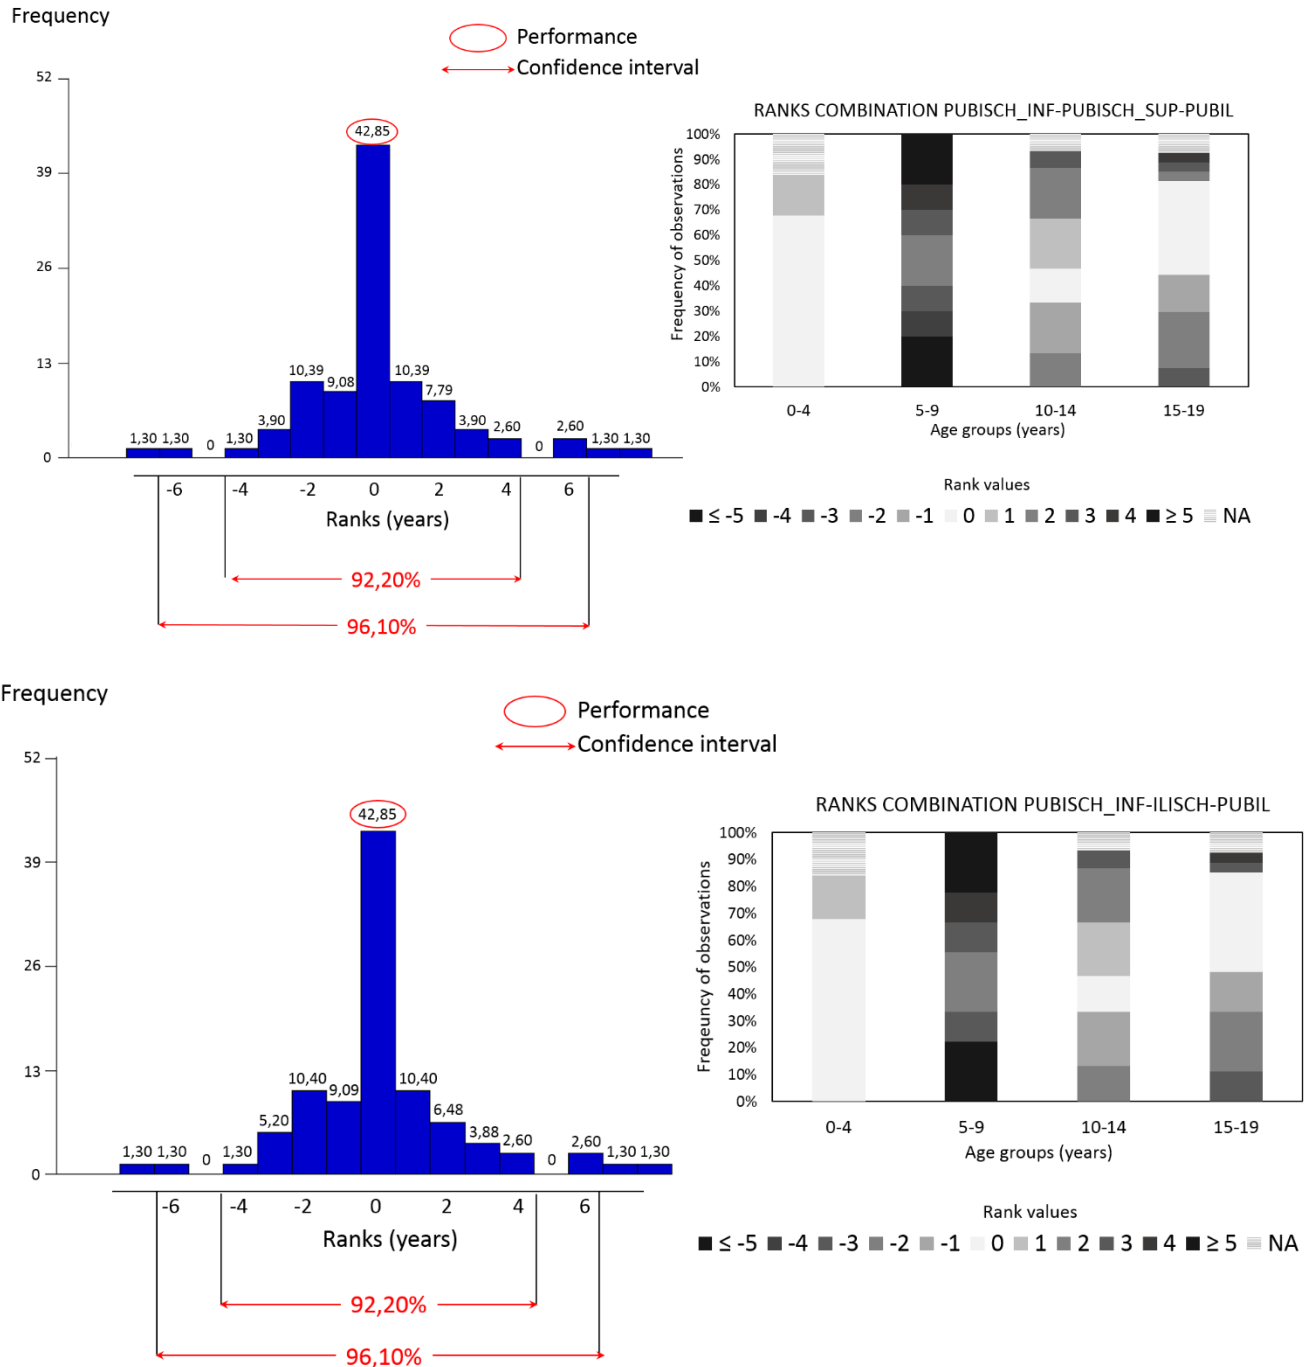 Frequency
Performance
Confidence interval
52
39
26
13
0
42,85
1,30 1,30 0 1,30 3,90 10,39 9,08 10,39 7,79 3,90 2,60 0 2,60 1,30 1,30
-6 -4 -2 0 2 4 6
Ranks (years)
92,20%
96,10%
RANKS COMBINATION PUBISCH_INF-PUBISCH_SUP-PUBIL
Frequency of observations
100%
90%
80%
70%
60%
50%
40%
30%
20%
10%
0%
0-4 5-9 10-14 15-19
Age groups (years)
Rank values
≤ -5 -4 -3 -2 -1 0 1 2 3 4 ≥ 5 NA
Frequency
Performance
Confidence interval
52
39
26
13
0
42,85
1,30 1,30 0 1,30 5,20 10,40 9,09 10,40 6,48 3,88 2,60 0 2,60 1,30 1,30
-6 -4 -2 0 2 4 6
Ranks (years)
92,20%
96,10%
RANKS COMBINATION PUBISCH_INF-ILISCH-PUBIL
Freqeuncy of observations
100%
90%
80%
70%
60%
50%
40%
30%
20%
10%
0%
0-4 5-9 10-14 15-19
Age groups (years)
Rank values
≤ -5 -4 -3 -2 -1 0 1 2 3 4 ≥ 5 NA